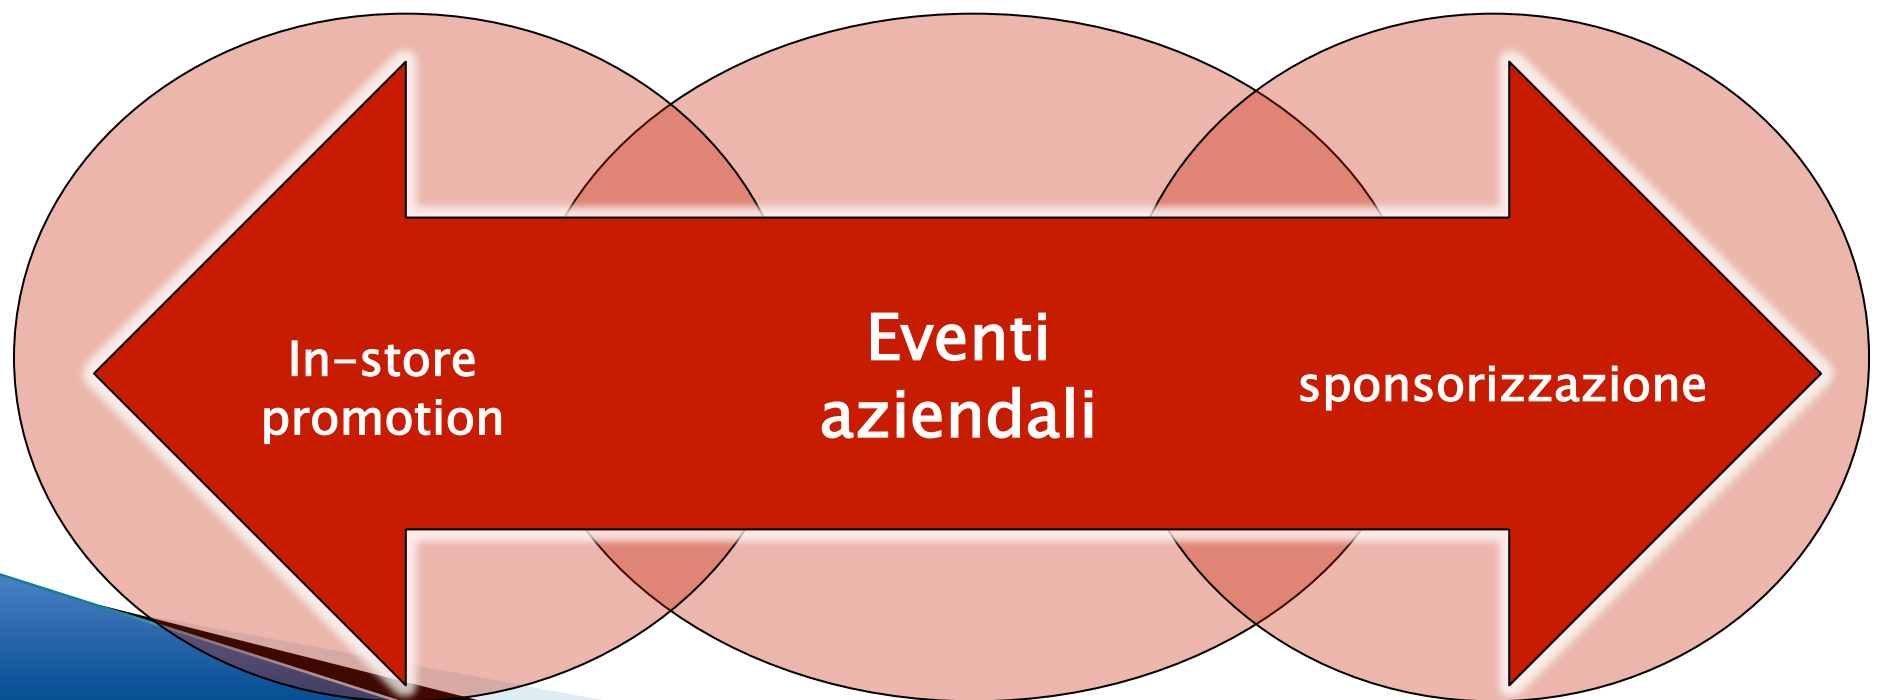 In-store
promotion
Eventi
aziendali
sponsorizzazione